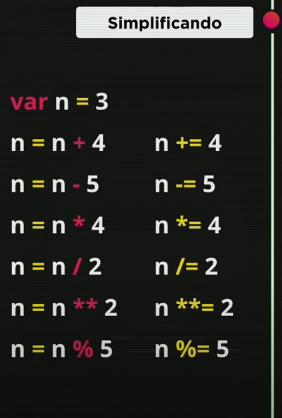 Simplificando
var n = 3
n = n + 4 n += 4
n = n - 5 n -= 5
n = n * 4 n *= 4
n = n / 2 n /= 2
n = n ** 2 n **= 2
n = n % 5 n %= 5